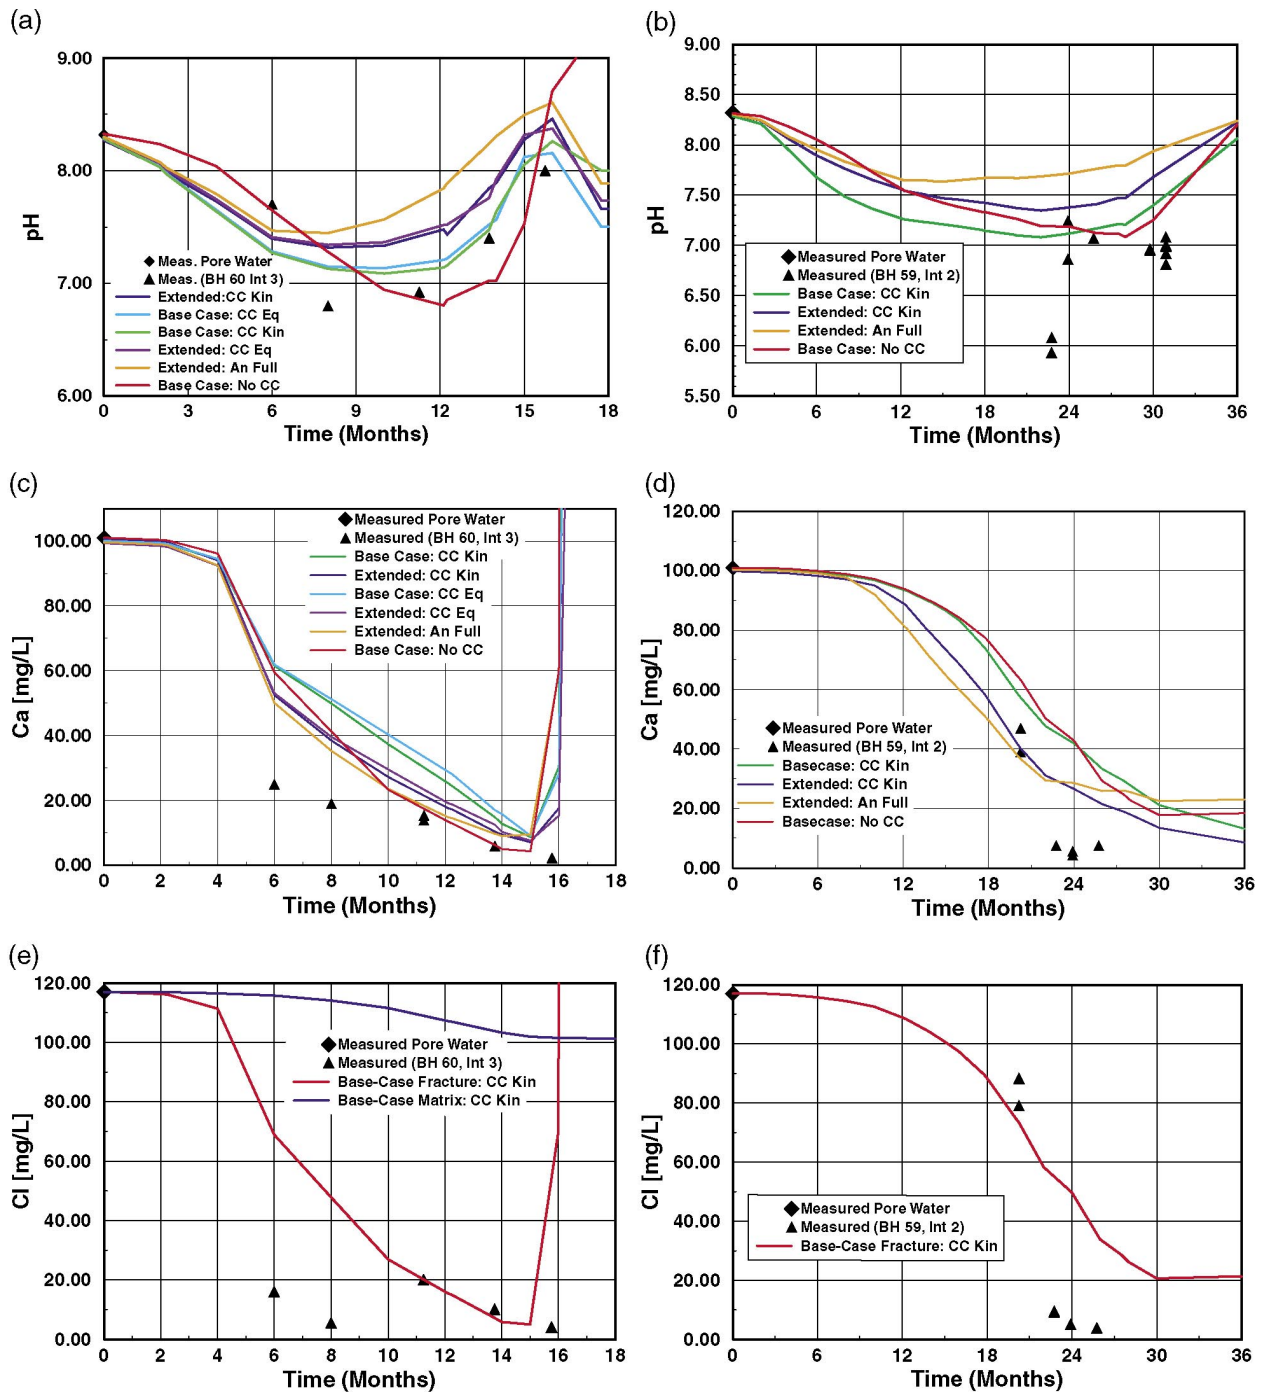 (a)
9.00
8.00
7.00
6.00
pH
Meas. Pore Water
Meas. (BH 60 Int 3)
Extended:CC Kin
Base Case: CC Eq
Base Case: CC Kin
Extended: CC Eq
Extended: An Full
Base Case: No CC
0 3 6 9 12 15 18
Time (Months)
(b)
9.00
8.50
8.00
7.50
7.00
6.50
6.00
5.50
pH
Measured Pore Water
Measured (BH 59, Int 2)
Base Case: CC Kin
Extended: CC Kin
Extended: An Full
Base Case: No CC
0 6 12 18 24 30 36
Time (Months)
(c)
100.00
80.00
60.00
40.00
20.00
0.00
Ca [mg/L]
Measured Pore Water
Measured (BH 60, Int 3)
Base Case: CC Kin
Extended: CC Kin
Base Case: CC Eq
Extended: CC Eq
Extended: An Full
Base Case: No CC
0 2 4 6 8 10 12 14 16 18
Time (Months)
(d)
120.00
100.00
80.00
60.00
40.00
20.00
0.00
Ca [mg/L]
Measured Pore Water
Measured (BH 59, Int 2)
Basecase: CC Kin
Extended: CC Kin
Extended: An Full
Basecase: No CC
0 6 12 18 24 30 36
Time (Months)
(e)
120.00
100.00
80.00
60.00
40.00
20.00
0.00
Cl [mg/L]
Measured Pore Water
Measured (BH 60, Int 3)
Base-Case Fracture: CC Kin
Base-Case Matrix: CC Kin
0 2 4 6 8 10 12 14 16 18
Time (Months)
(f)
120.00
100.00
80.00
60.00
40.00
20.00
0.00
Cl [mg/L]
Measured Pore Water
Measured (BH 59, Int 2)
Base-Case Fracture: CC Kin
0 6 12 18 24 30 36
Time (Months)